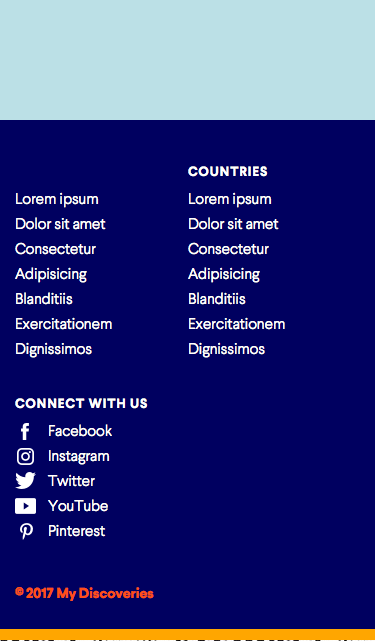 COUNTRIES
Lorem ipsum
Dolor sit amet
Consectetur
Adipisicing
Blanditiis
Exercitationem
Dignissimos
Lorem ipsum
Dolor sit amet
Consectetur
Adipisicing
Blanditiis
Exercitationem
Dignissimos
CONNECT WITH US
Facebook
Instagram
Twitter
YouTube
Pinterest
© 2017 My Discoveries